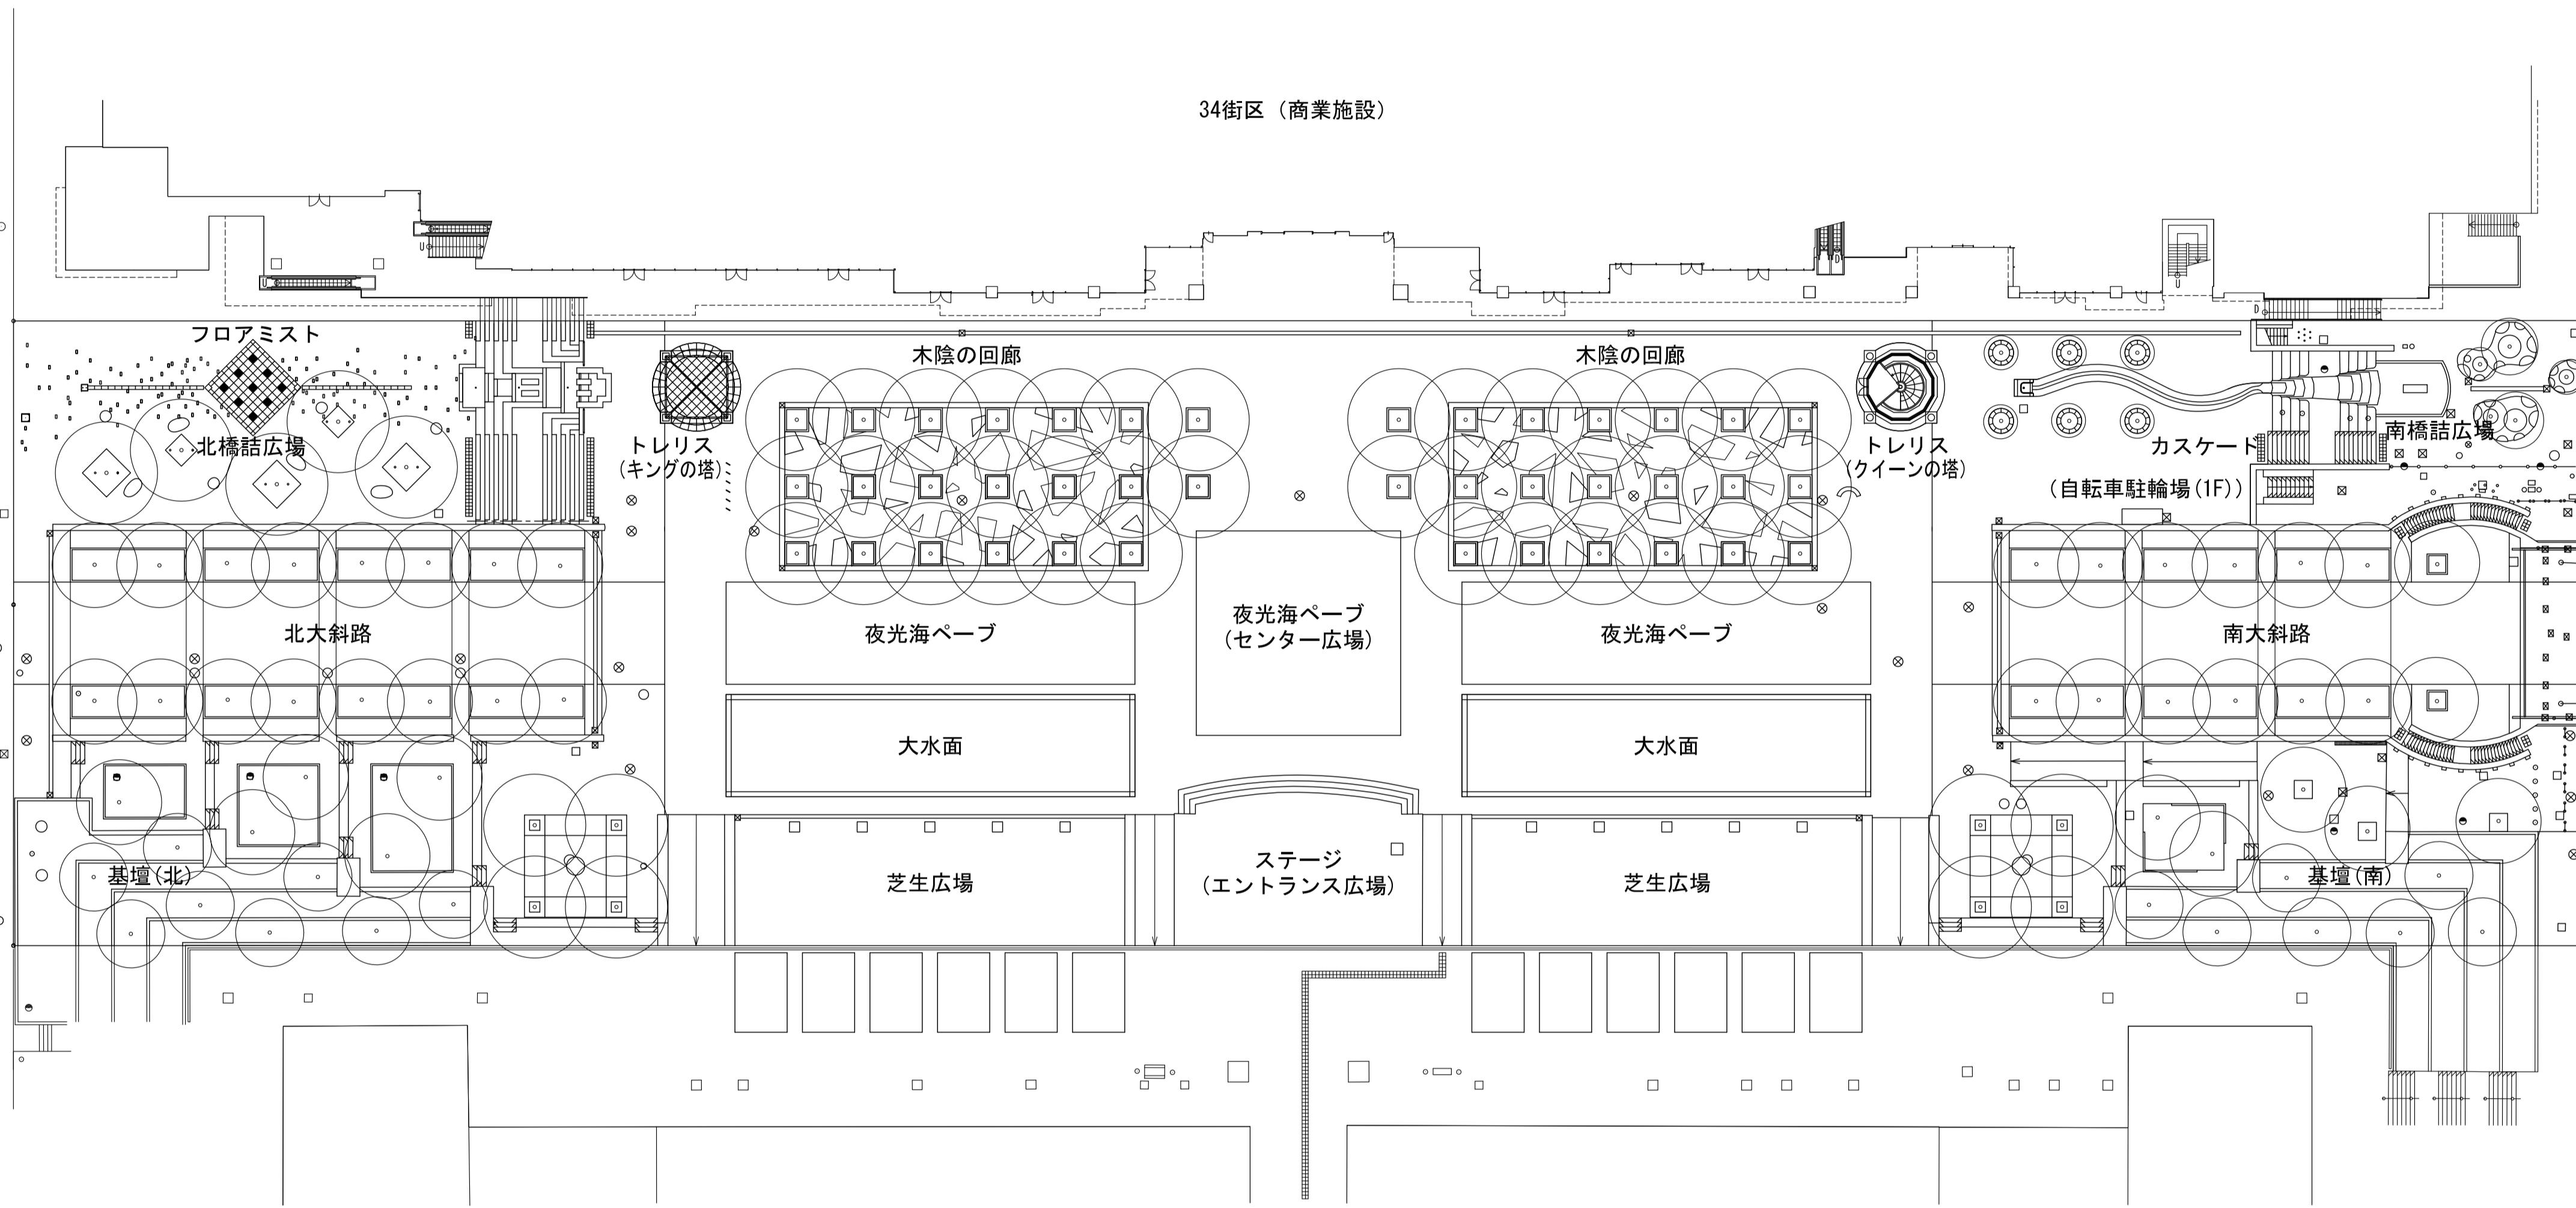 34街区（商業施設）
フロアミスト
木陰の回廊
木陰の回廊
北橋詰広場
トレリス
（キングの塔）
トレリス
（クイーンの塔）
カスケード
南橋詰広場
（自転車駐輪場(1F)）
北大斜路
夜光海ペーブ
夜光海ペーブ
（センター広場）
夜光海ペーブ
南大斜路
大水面
大水面
基壇(北)
芝生広場
ステージ
（エントランス広場）
芝生広場
基壇(南)
U
U
D
U
D